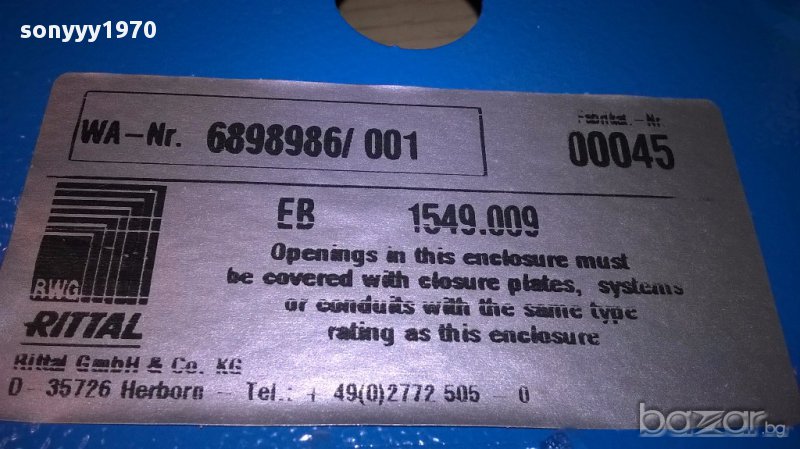 sonyyy1970
WA-Nr. 6898986/ 001
Fabrikat.-Nr
00045
EB 1549.009
Openings in this enclosure must
be covered with closure plates, systems
or conduits with the same type
rating as this enclosure
RWG
RITTAL
Rittal GmbH & Co. KG
D- 35726 Herborn - Tel.: + 49(0)2772 505 - 0
bazar.bg